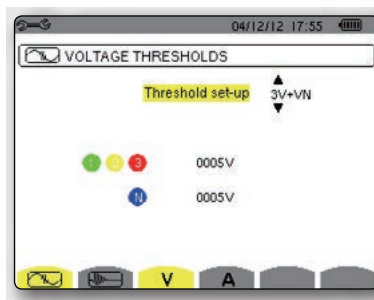 04/12/12 17:55
VOLTAGE THRESHOLDS
Threshold set-up 3V+VN
1 2 3 0005V
N 0005V
V A